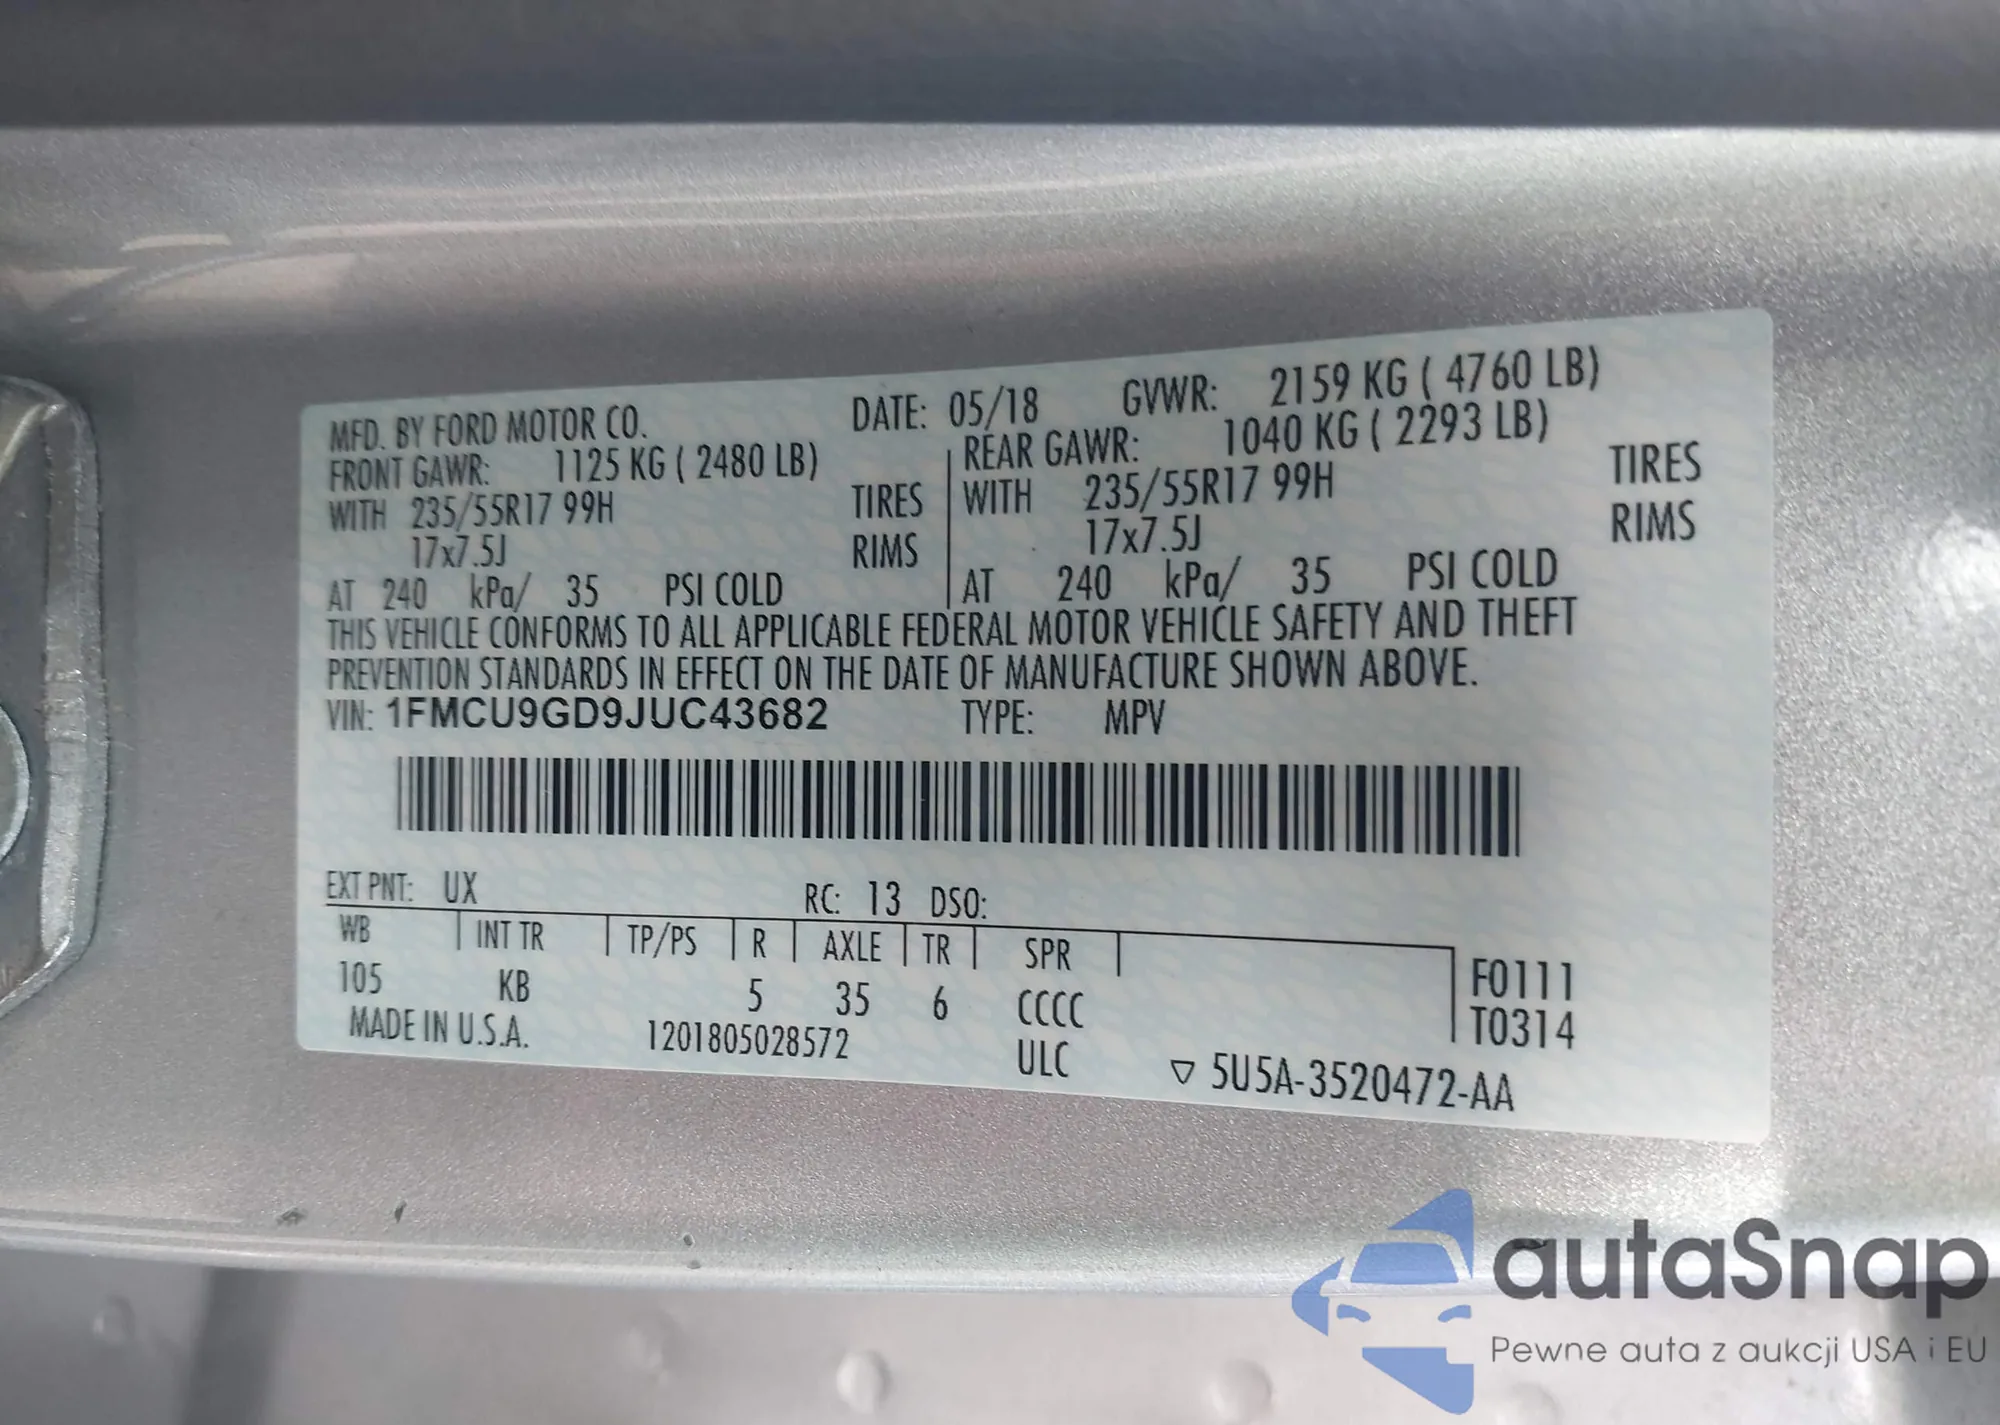 MFD. BY FORD MOTOR CO. DATE: 05/18 GVWR: 2159 KG ( 4760 LB)
FRONT GAWR: 1125 KG ( 2480 LB) REAR GAWR: 1040 KG ( 2293 LB)
WITH 235/55R17 99H TIRES WITH 235/55R17 99H TIRES
17x7.5J RIMS 17x7.5J RIMS
AT 240 kPa/ 35 PSI COLD AT 240 kPa/ 35 PSI COLD
THIS VEHICLE CONFORMS TO ALL APPLICABLE FEDERAL MOTOR VEHICLE SAFETY AND THEFT
PREVENTION STANDARDS IN EFFECT ON THE DATE OF MANUFACTURE SHOWN ABOVE.
VIN: 1FMCU9GD9JUC43682 TYPE: MPV
EXT PNT: UX RC: 13 DSO:
WB INT TR TP/PS R AXLE TR SPR F0111
105 KB 5 35 6 CCCC T0314
MADE IN U.S.A. 1201805028572 ULC ▽ 5U5A-3520472-AA
autaSnap
Pewne auta z aukcji USA i EU